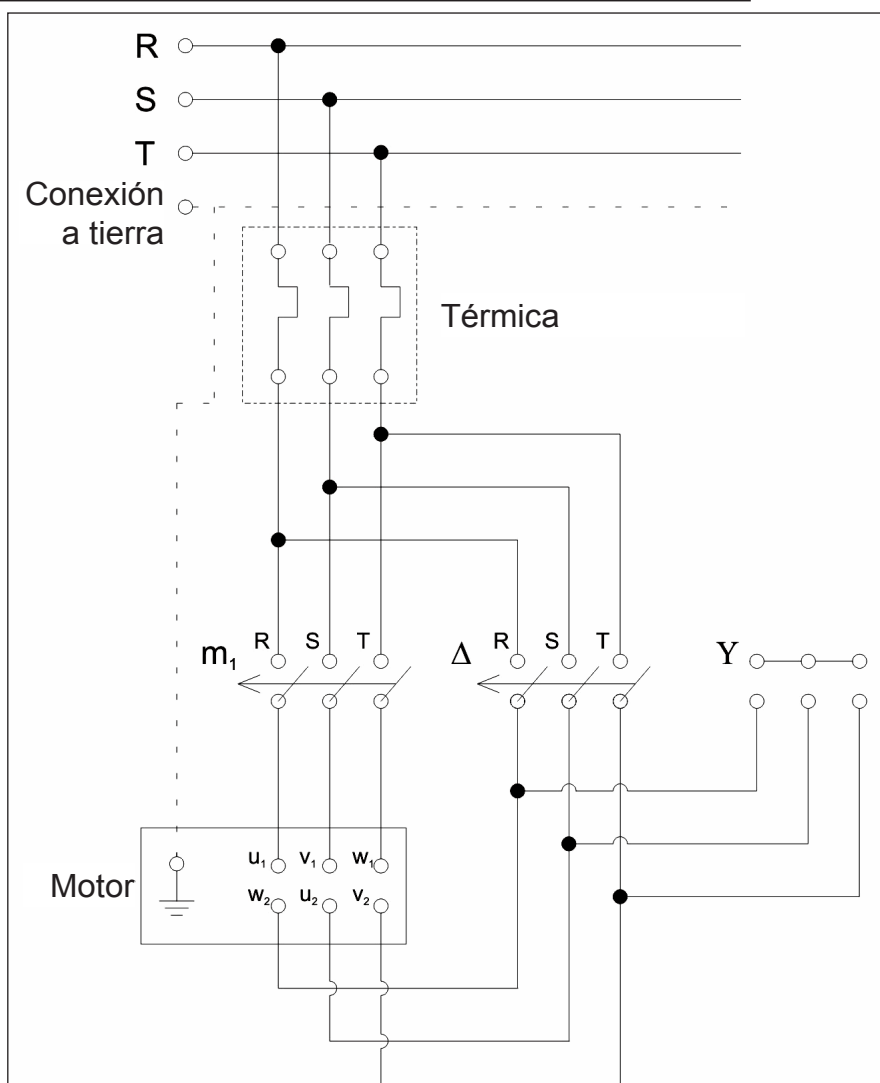 R
S
T
Conexión
a tierra
Térmica
m₁ R S T
Δ R S T
Y
Motor
u₁ v₁ w₁
w₂ u₂ v₂